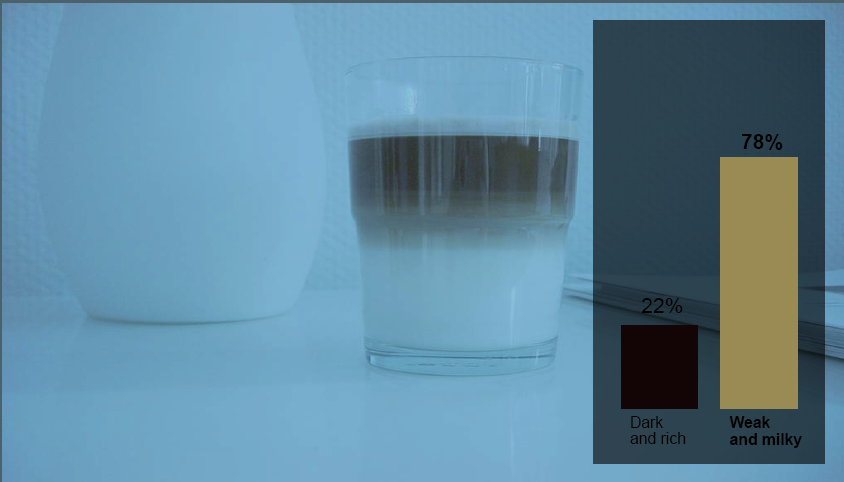 78%
22%
Dark
and rich
Weak
and milky